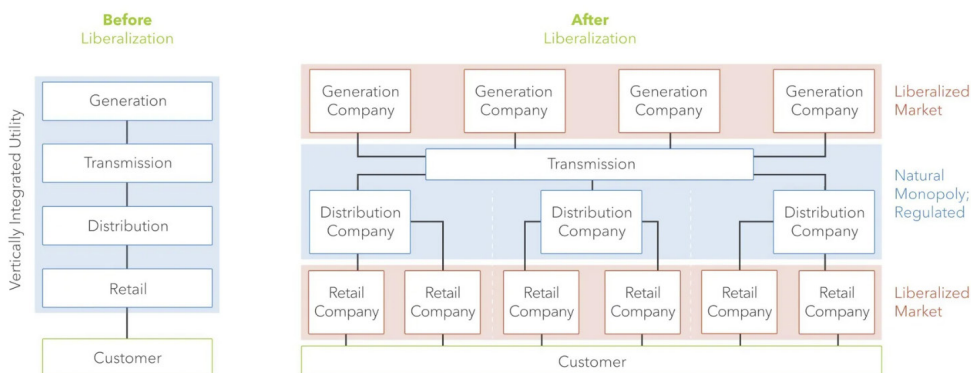 Before
Liberalization
Vertically Integrated Utility
Generation
Transmission
Distribution
Retail
Customer
After
Liberalization
Generation
Company
Generation
Company
Generation
Company
Generation
Company
Liberalized
Market
Transmission
Distribution
Company
Distribution
Company
Distribution
Company
Natural
Monopoly;
Regulated
Retail
Company
Retail
Company
Retail
Company
Retail
Company
Retail
Company
Retail
Company
Liberalized
Market
Customer